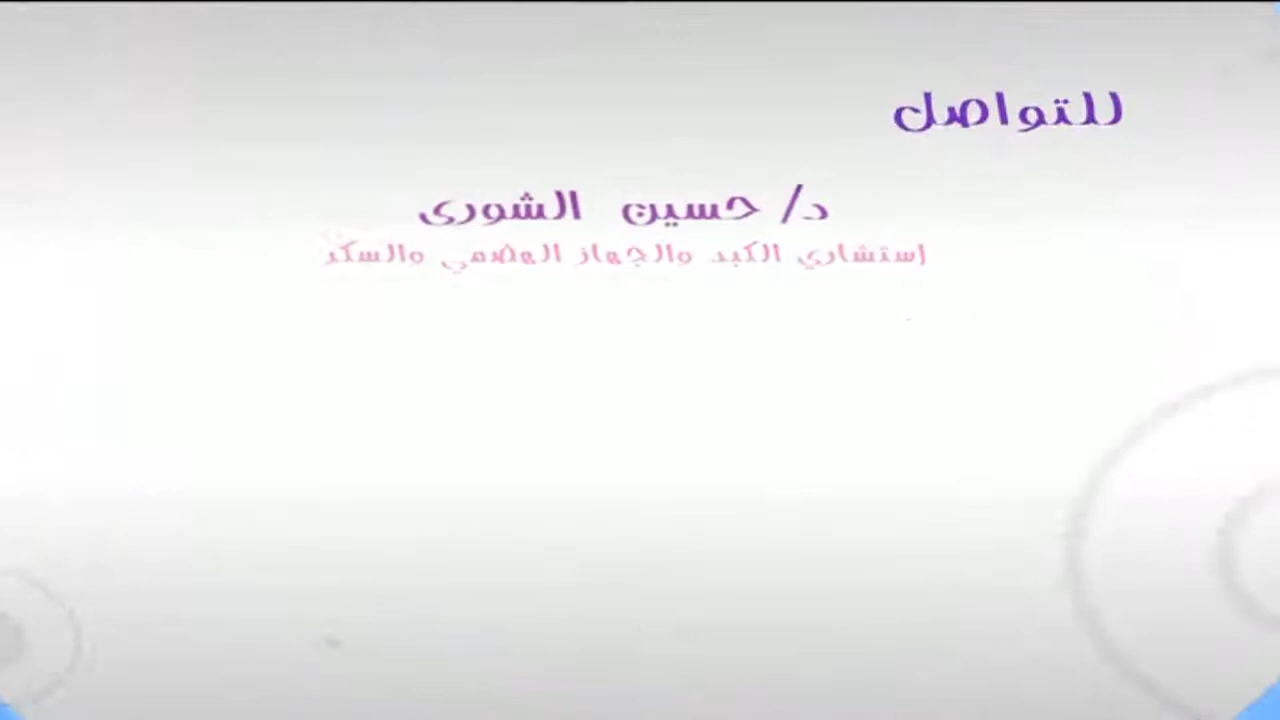 للتواصل
د/ حسين الشورى
إستشاري الكبد والجهاز الهضمي والسكر